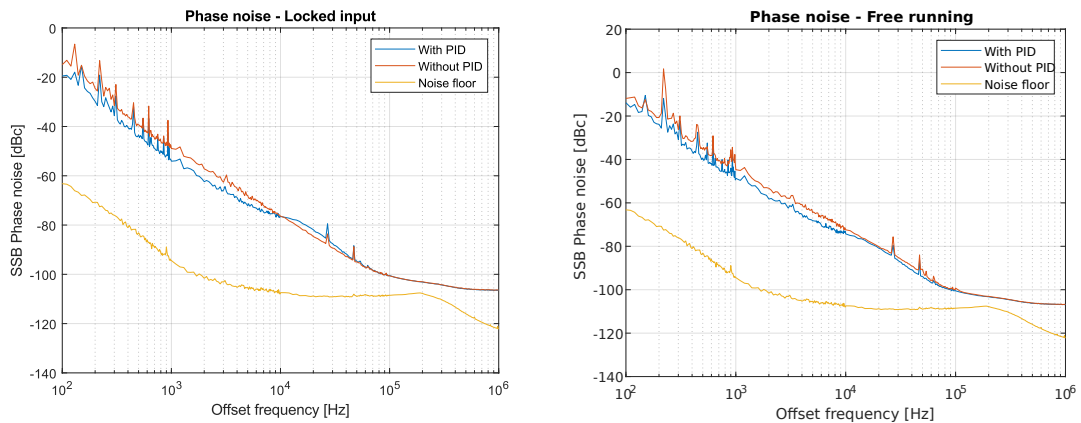 Phase noise - Locked input
0
-20
-40
-60
-80
-100
-120
-140
SSB Phase noise [dBc]
With PID
Without PID
Noise floor
10²
10³
10⁴
10⁵
10⁶
Offset frequency [Hz]
Phase noise - Free running
20
0
-20
-40
-60
-80
-100
-120
-140
SSB Phase noise [dBc]
With PID
Without PID
Noise floor
10²
10³
10⁴
10⁵
10⁶
Offset frequency [Hz]